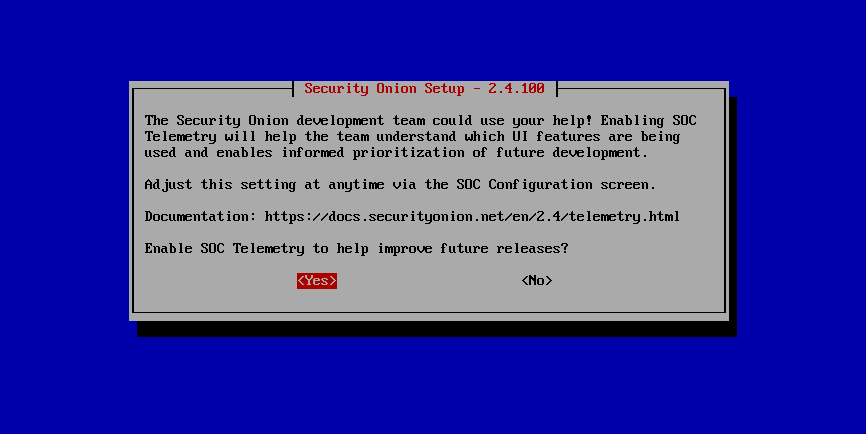 Security Onion Setup - 2.4.100
The Security Onion development team could use your help! Enabling SOC
Telemetry will help the team understand which UI features are being
used and enables informed prioritization of future development.
Adjust this setting at anytime via the SOC Configuration screen.
Documentation: https://docs.securityonion.net/en/2.4/telemetry.html
Enable SOC Telemetry to help improve future releases?
<Yes> <No>